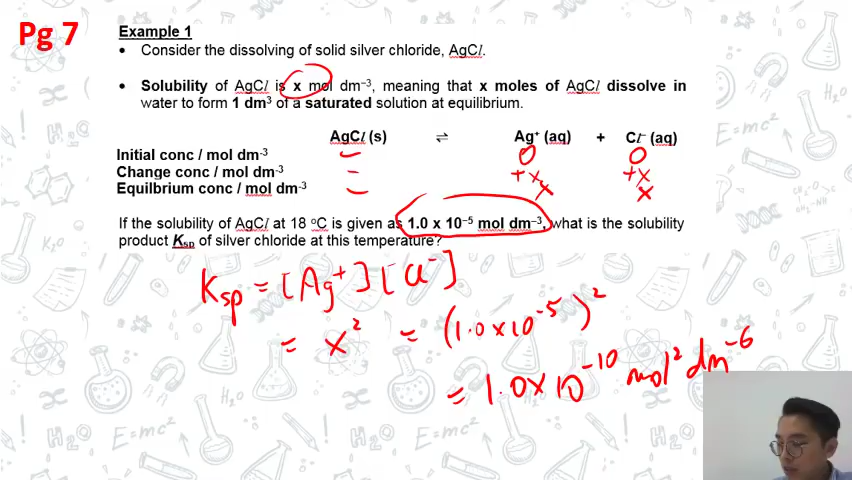 Pg 7
Example 1
• Consider the dissolving of solid silver chloride, AgCl.
• Solubility of AgCl is x mol dm⁻³, meaning that x moles of AgCl dissolve in
water to form 1 dm³ of a saturated solution at equilibrium.
AgCl (s) ⇌ Ag⁺ (aq) + Cl⁻ (aq)
Initial conc / mol dm⁻³ – 0 0
Change conc / mol dm⁻³ – +x +x
Equilbrium conc / mol dm⁻³ – x x
If the solubility of AgCl at 18 °C is given as 1.0 x 10⁻⁵ mol dm⁻³, what is the solubility
product Ksp of silver chloride at this temperature?
Ksp = [Ag⁺][Cl⁻]
= x² = (1.0 x 10⁻⁵)²
= 1.0 x 10⁻¹⁰ mol² dm⁻⁶
E=mc²
H₂O